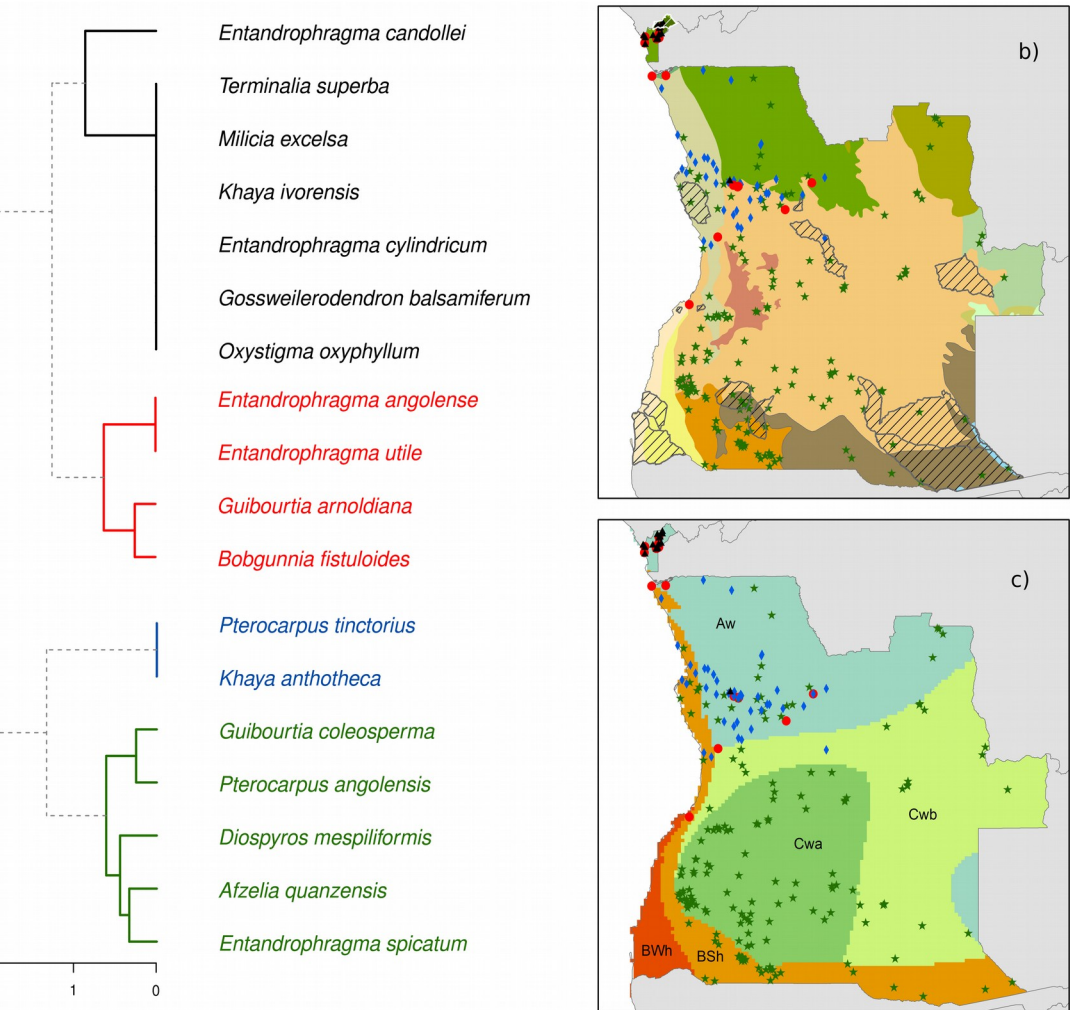 Entandrophragma candollei
Terminalia superba
Milicia excelsa
Khaya ivorensis
Entandrophragma cylindricum
Gossweilerodendron balsamiferum
Oxystigma oxyphyllum
Entandrophragma angolense
Entandrophragma utile
Guibourtia arnoldiana
Bobgunnia fistuloides
Pterocarpus tinctorius
Khaya anthotheca
Guibourtia coleosperma
Pterocarpus angolensis
Diospyros mespiliformis
Afzelia quanzensis
Entandrophragma spicatum
1 0
b)
c)
Aw
Cwb
Cwa
BWh
BSh